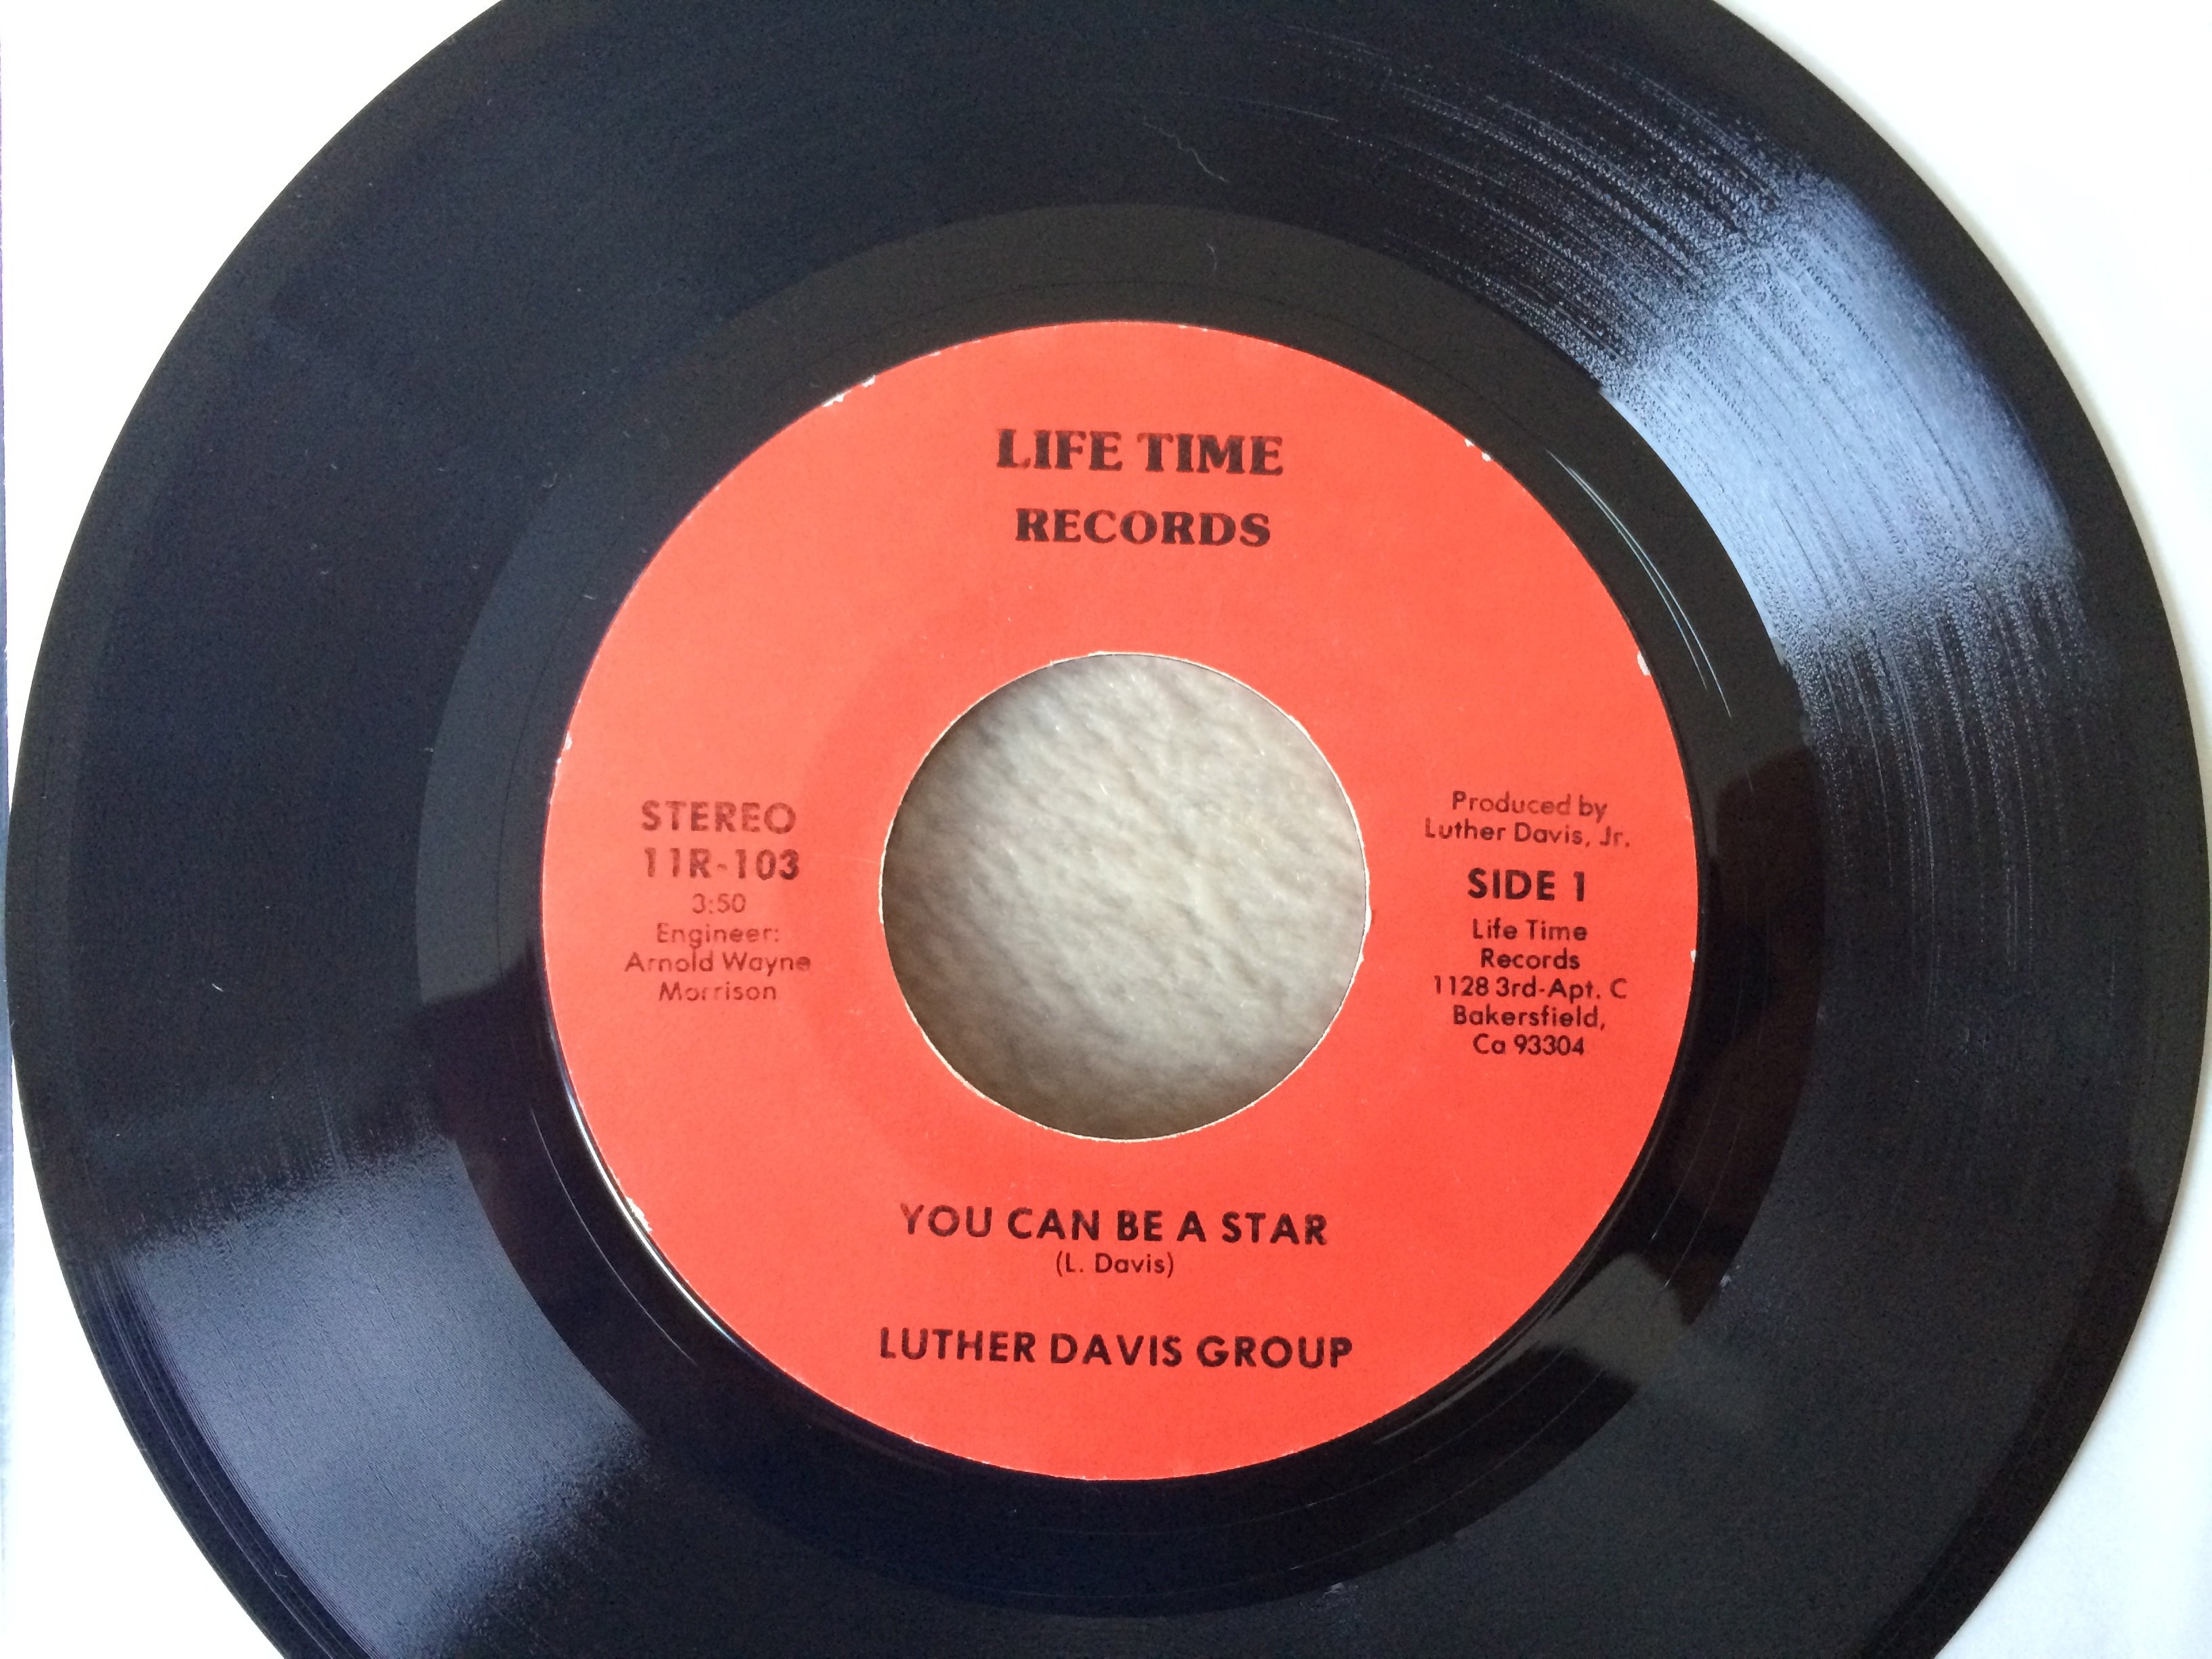 LIFE TIME
RECORDS
STEREO
11R-103
3:50
Engineer:
Arnold Wayne
Morrison
Produced by
Luther Davis, Jr.
SIDE 1
Life Time
Records
1128 3rd-Apt. C
Bakersfield,
Ca 93304
YOU CAN BE A STAR
(L. Davis)
LUTHER DAVIS GROUP